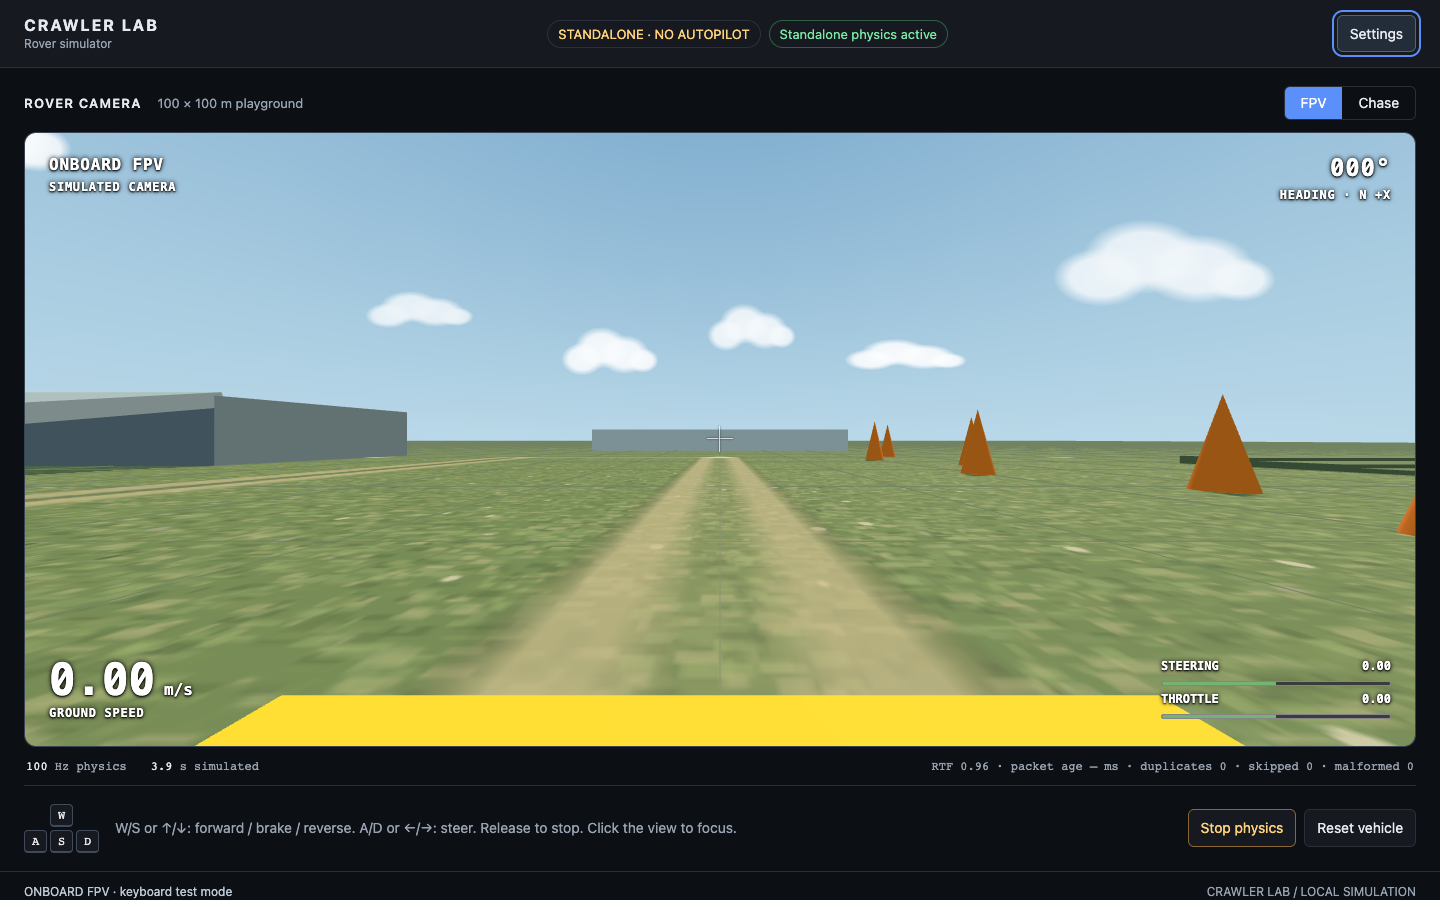 CRAWLER LAB
Rover simulator
STANDALONE · NO AUTOPILOT
Standalone physics active
Settings
ROVER CAMERA
100 × 100 m playground
FPV
Chase
ONBOARD FPV
SIMULATED CAMERA
000°
HEADING · N +X
0.00 m/s
GROUND SPEED
STEERING 0.00
THROTTLE 0.00
100 Hz physics
3.9 s simulated
RTF 0.96 · packet age — ms · duplicates 0 · skipped 0 · malformed 0
W
A S D
W/S or ↑/↓: forward / brake / reverse. A/D or ←/→: steer. Release to stop. Click the view to focus.
Stop physics
Reset vehicle
ONBOARD FPV · keyboard test mode
CRAWLER LAB / LOCAL SIMULATION